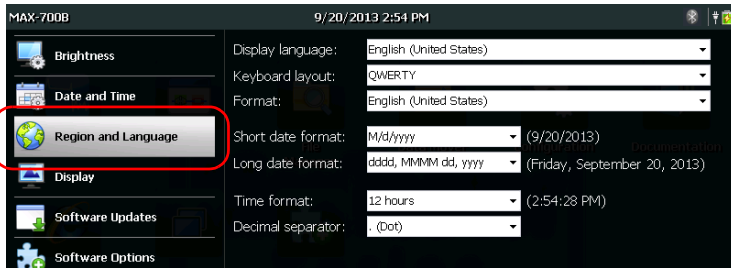 MAX-700B 9/20/2013 2:54 PM
Brightness
Date and Time
Region and Language
Display
Software Updates
Software Options
Display language: English (United States)
Keyboard layout: QWERTY
Format: English (United States)
Short date format: M/d/yyyy (9/20/2013)
Long date format: dddd, MMMM dd, yyyy (Friday, September 20, 2013)
Time format: 12 hours (2:54:28 PM)
Decimal separator: . (Dot)
Documentation